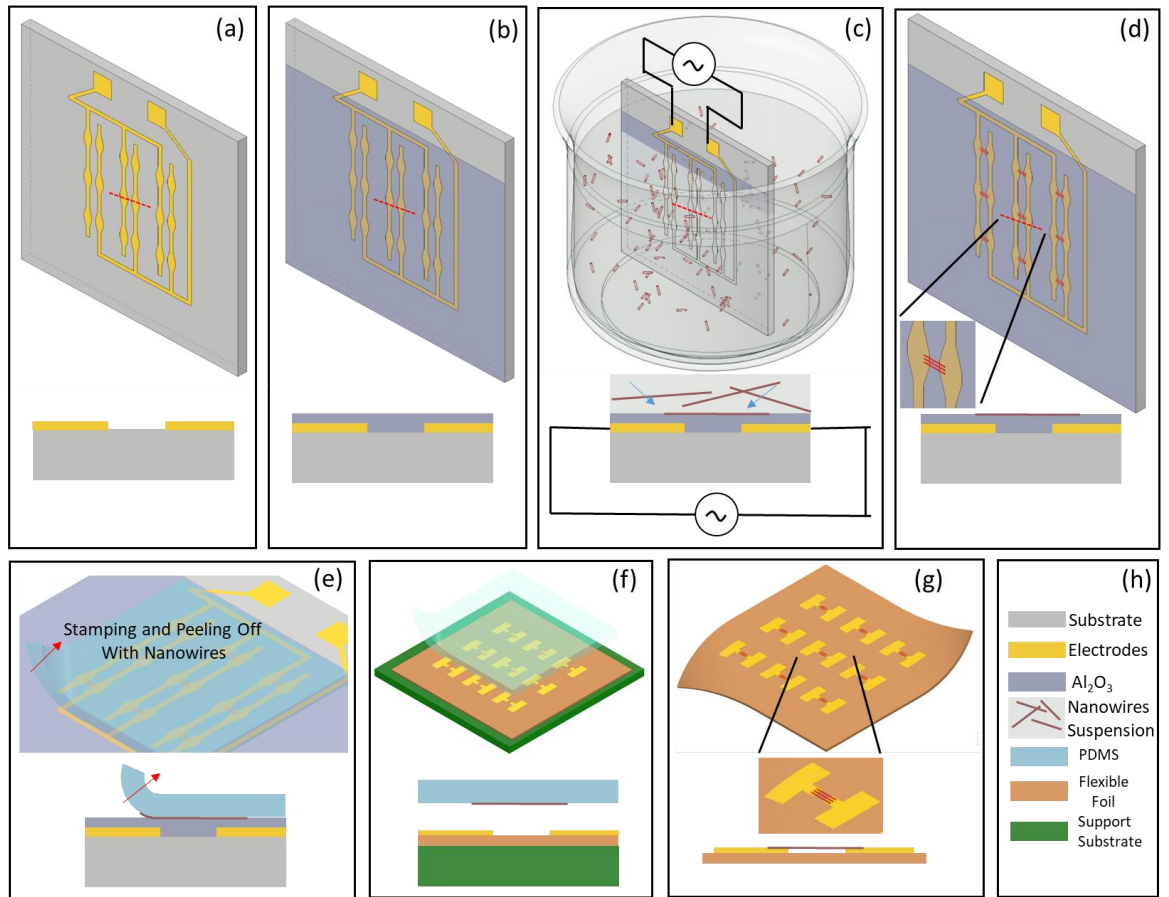 (a)
(b)
(c)
(d)
(e)
Stamping and Peeling Off
With Nanowires
(f)
(g)
(h)
Substrate
Electrodes
Al₂O₃
Nanowires
Suspension
PDMS
Flexible
Foil
Support
Substrate